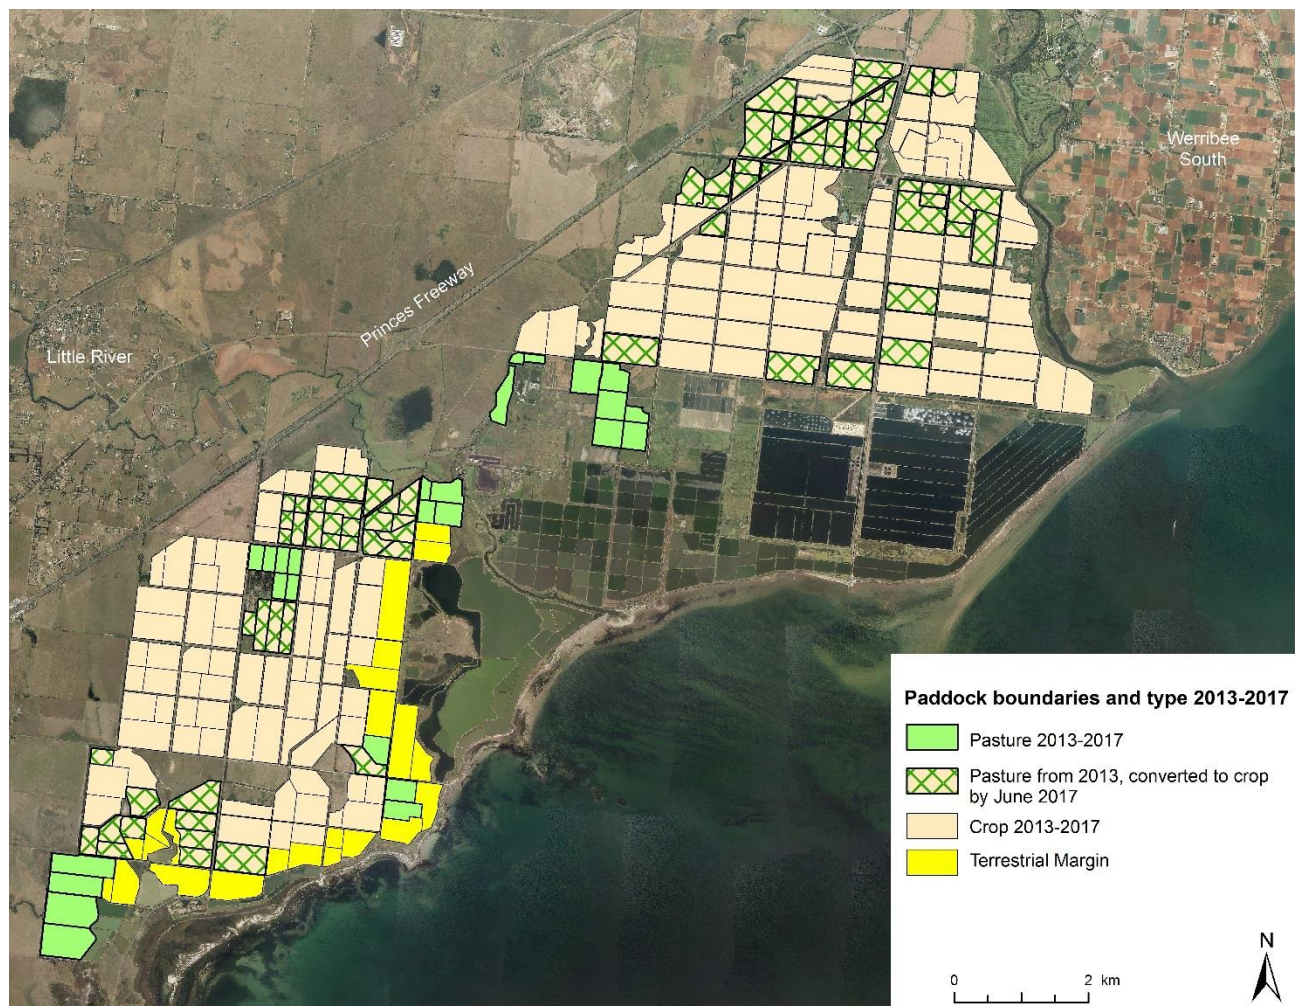 Werribee
South
Princes Freeway
Little River
Paddock boundaries and type 2013-2017
Pasture 2013-2017
Pasture from 2013, converted to crop
by June 2017
Crop 2013-2017
Terrestrial Margin
N
0 2 km